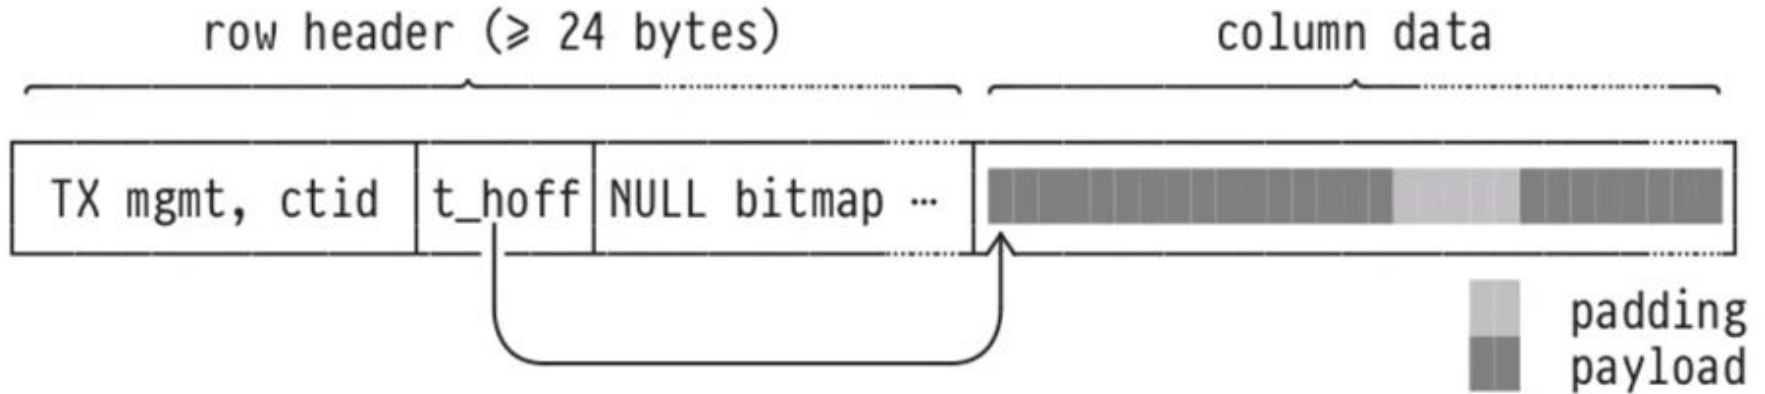 row header (⩾ 24 bytes)
column data
TX mgmt, ctid
t_hoff
NULL bitmap ⋯
padding
payload